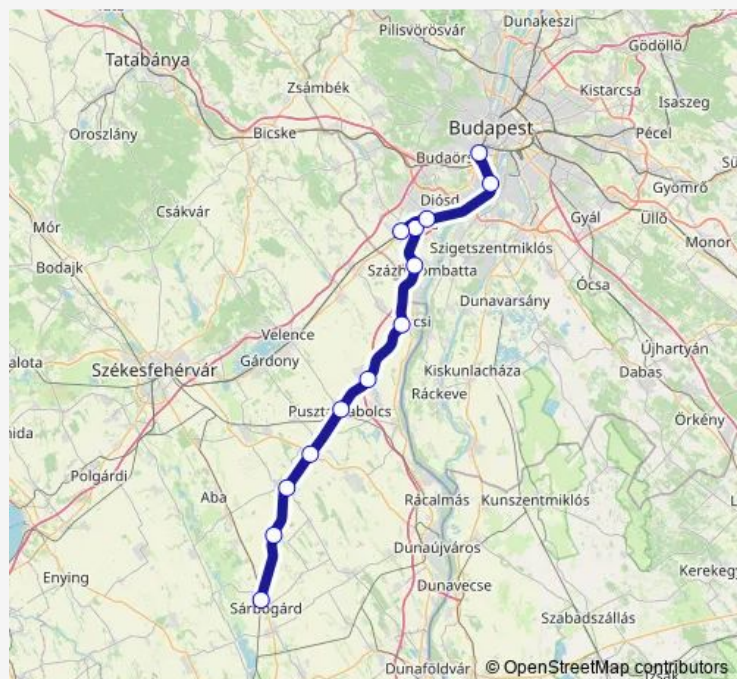 Dunakeszi
Pilisvörösvár
Tatabánya
Gödöllő
Zsámbék
Kistarcsa
Isaszeg
Oroszlány
Bicske
Budapest
Pécel
Budaörs
Gyömrő
Diósd
Üllő
Csákvár
Gyál
Mór
Szigetszentmiklós
Monor
Bodajk
Ócsa
Százhalombatta
Dunavarsány
Velence
Újhartyán
Gárdony
Székesfehérvár
Kiskunlacháza
Dabas
Ráckeve
Pusztaszabolcs
Örkény
Polgárdi
Aba
Rácalmás
Kunszentmiklós
Dunaújváros
Enying
Dunavecse
Sárbogárd
Szabadszállás
Dunaföldvár
© OpenStreetMap contributors